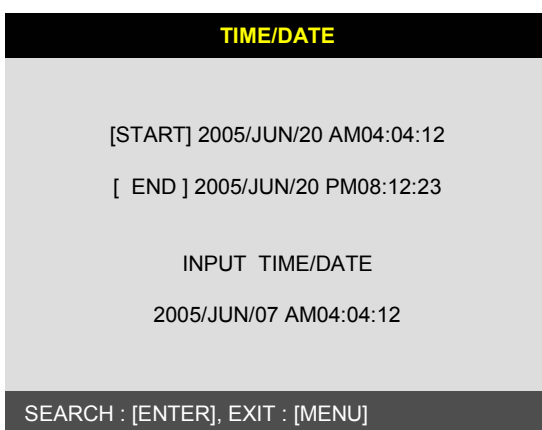 TIME/DATE
[START] 2005/JUN/20 AM04:04:12
[ END ] 2005/JUN/20 PM08:12:23
INPUT TIME/DATE
2005/JUN/07 AM04:04:12
SEARCH : [ENTER], EXIT : [MENU]